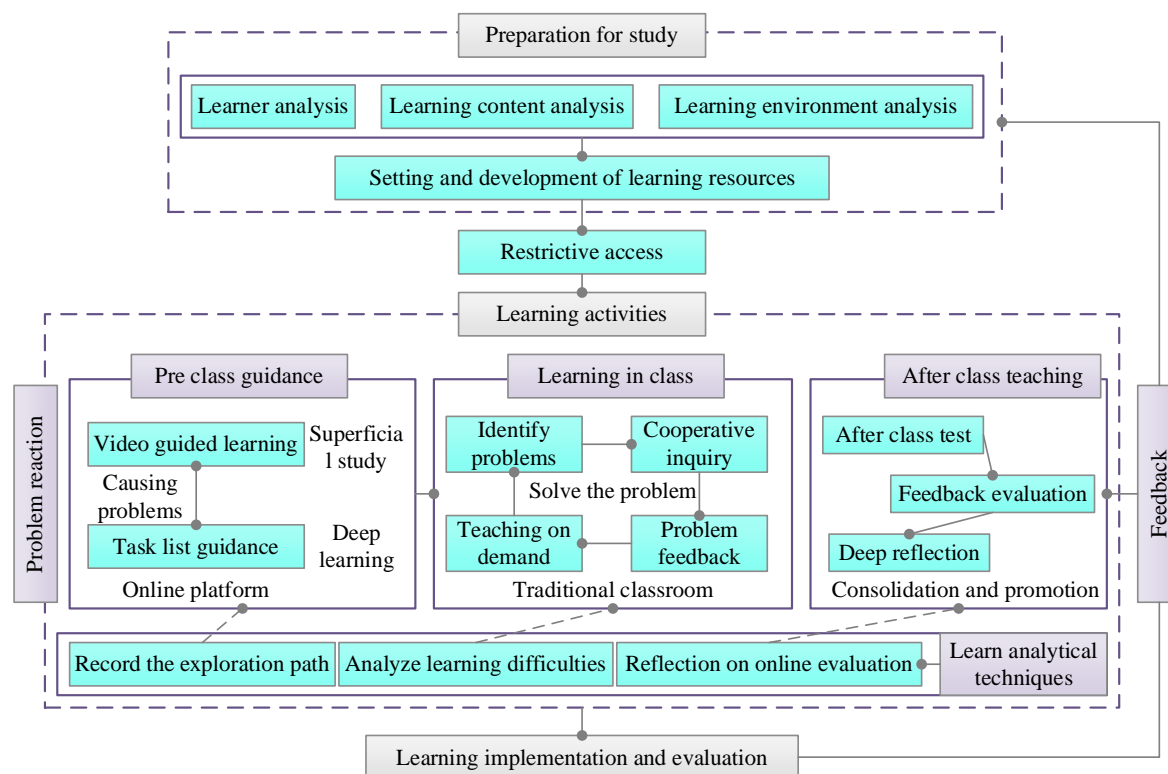 Preparation for study
Learner analysis
Learning content analysis
Learning environment analysis
Setting and development of learning resources
Restrictive access
Learning activities
Problem reaction
Pre class guidance
Video guided learning
Superficia
l study
Causing
problems
Task list guidance
Deep
learning
Online platform
Learning in class
Identify
problems
Cooperative
inquiry
Solve the problem
Teaching on
demand
Problem
feedback
Traditional classroom
After class teaching
After class test
Feedback evaluation
Deep reflection
Consolidation and promotion
Feedback
Record the exploration path
Analyze learning difficulties
Reflection on online evaluation
Learn analytical
techniques
Learning implementation and evaluation